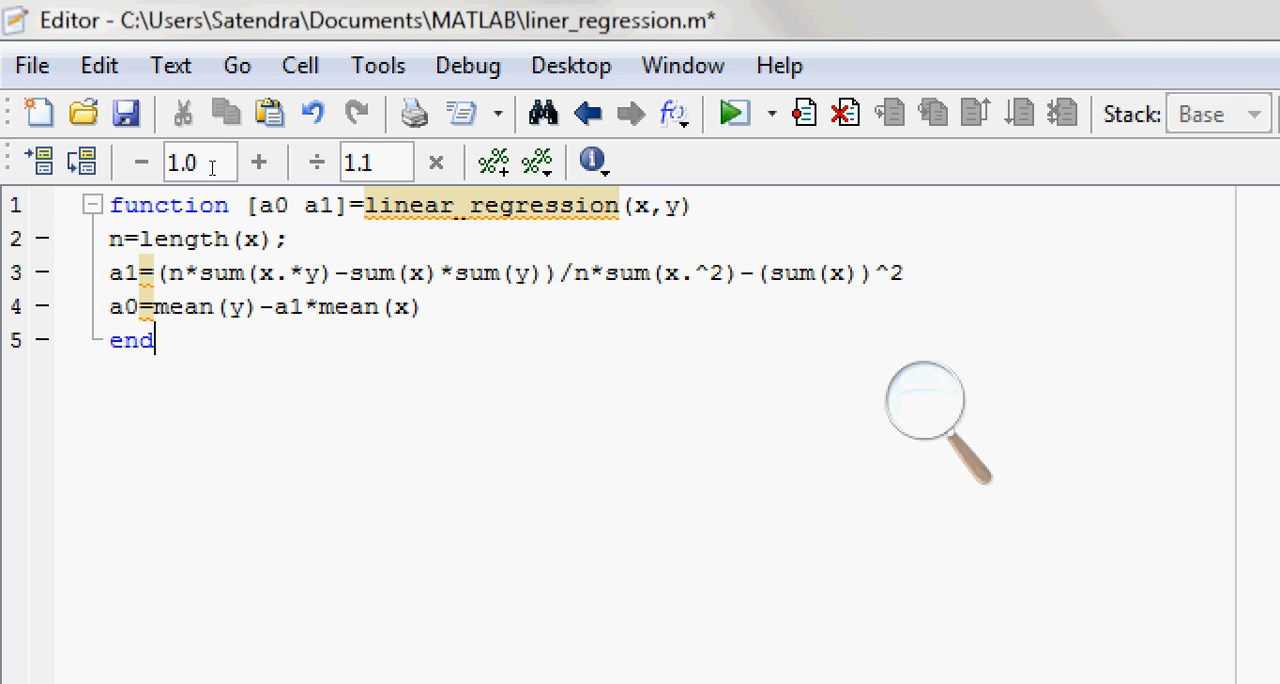 Editor - C:\Users\Satendra\Documents\MATLAB\liner_regression.m*
File Edit Text Go Cell Tools Debug Desktop Window Help
Stack: Base
- 1.0 + ÷ 1.1 ×
1 function [a0 a1]=linear_regression(x,y)
2 - n=length(x);
3 - a1=(n*sum(x.*y)-sum(x)*sum(y))/n*sum(x.^2)-(sum(x))^2
4 - a0=mean(y)-a1*mean(x)
5 - end